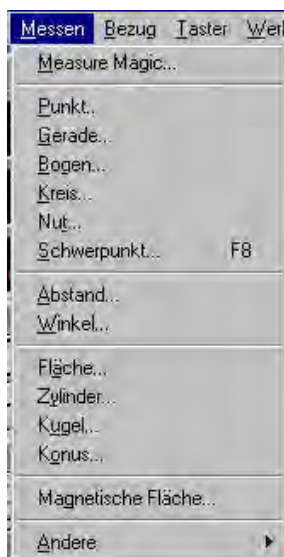 Messen Bezug Taster
Measure Magic...
Punkt..
Gerade...
Bogen...
Kreis...
Nut...
Schwerpunkt... F8
Abstand...
Winkel...
Fläche...
Zylinder...
Kugel...
Konus...
Magnetische Fläche...
Andere